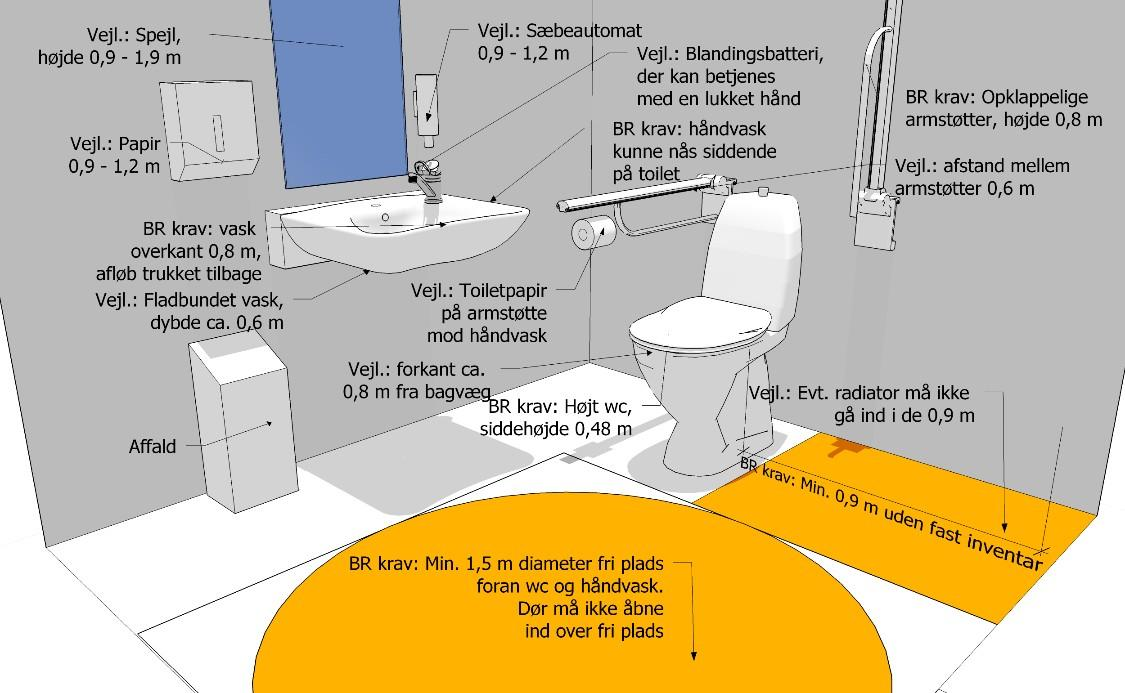 Vejl.: Spejl,
højde 0,9 - 1,9 m
Vejl.: Sæbeautomat
0,9 - 1,2 m
Vejl.: Blandingsbatteri,
der kan betjenes
med en lukket hånd
BR krav: Opklappelige
armstøtter, højde 0,8 m
Vejl.: Papir
0,9 - 1,2 m
BR krav: håndvask
kunne nås siddende
på toilet
Vejl.: afstand mellem
armstøtter 0,6 m
BR krav: vask
overkant 0,8 m,
afløb trukket tilbage
Vejl.: Fladbundet vask,
dybde ca. 0,6 m
Vejl.: Toiletpapir
på armstøtte
mod håndvask
Vejl.: forkant ca.
0,8 m fra bagvæg
BR krav: Højt wc,
siddehøjde 0,48 m
Vejl.: Evt. radiator må ikke
gå ind i de 0,9 m
Affald
BR krav: Min. 0,9 m uden fast inventar
BR krav: Min. 1,5 m diameter fri plads
foran wc og håndvask.
Dør må ikke åbne
ind over fri plads